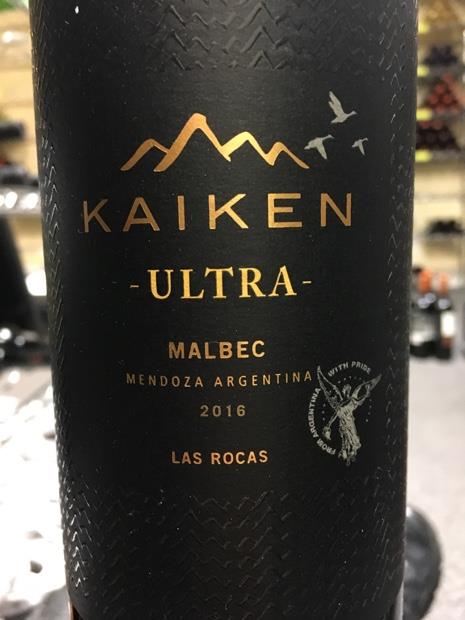 KAIKEN
-ULTRA-
MALBEC
MENDOZA ARGENTINA
2016
LAS ROCAS
FROM ARGENTINA WITH PRIDE